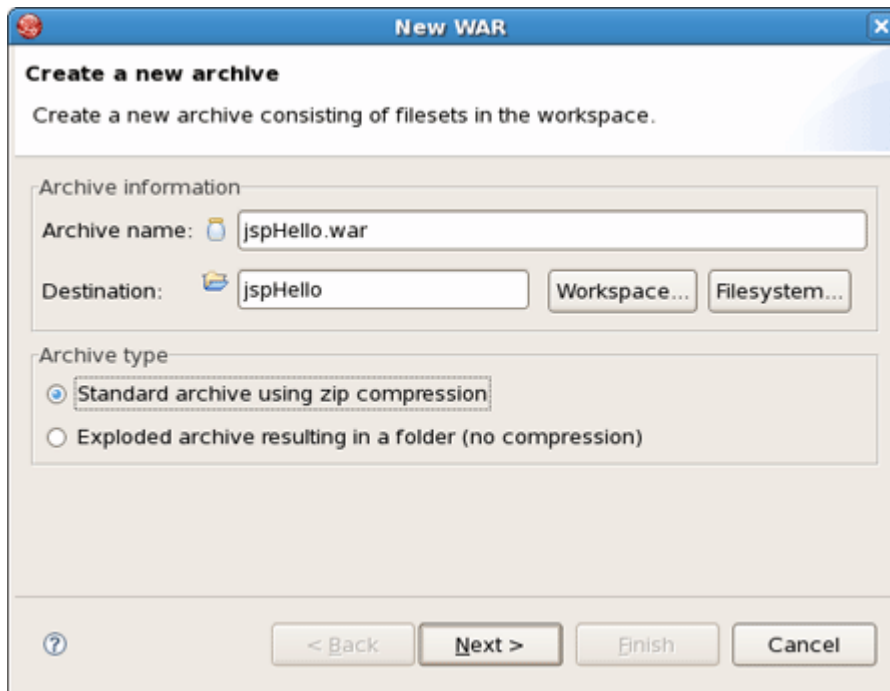 New WAR
Create a new archive
Create a new archive consisting of filesets in the workspace.
Archive information
Archive name: jspHello.war
Destination: jspHello Workspace... Filesystem...
Archive type
Standard archive using zip compression
Exploded archive resulting in a folder (no compression)
? < Back Next > Finish Cancel